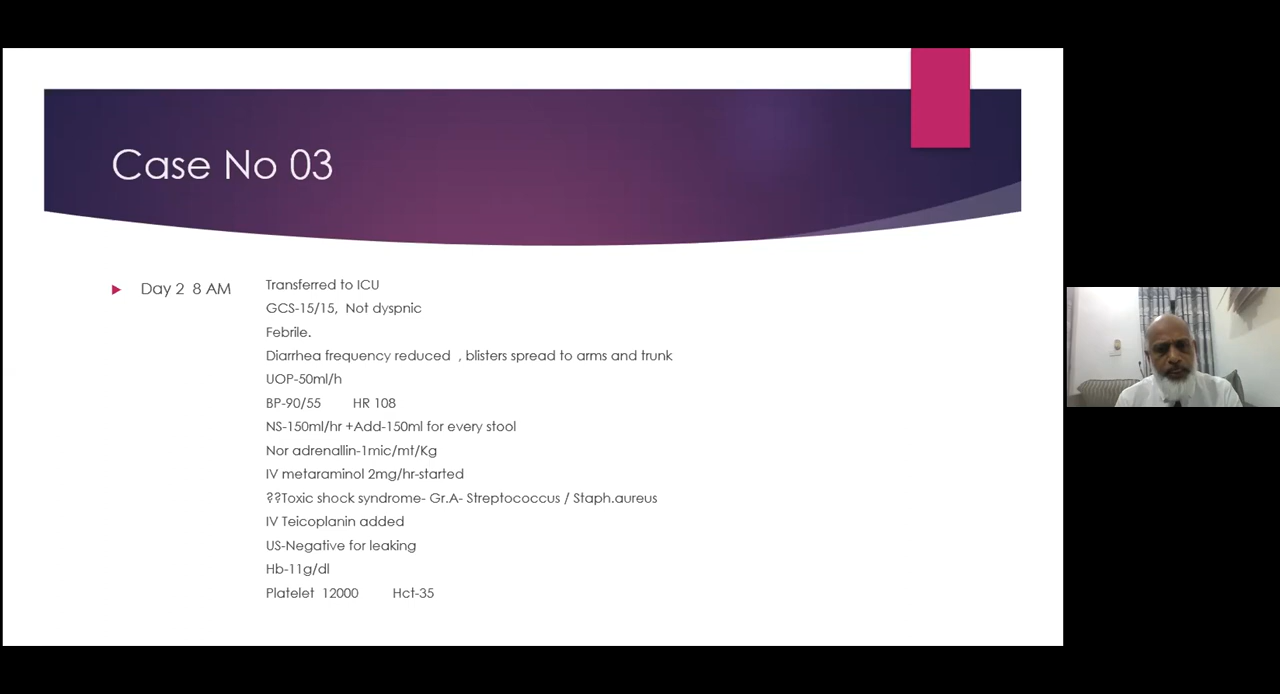 Case No 03
Day 2 8 AM
Transferred to ICU
GCS-15/15, Not dyspnic
Febrile.
Diarrhea frequency reduced , blisters spread to arms and trunk
UOP-50ml/h
BP-90/55 HR 108
NS-150ml/hr +Add-150ml for every stool
Nor adrenallin-1mic/mt/Kg
IV metaraminol 2mg/hr-started
??Toxic shock syndrome- Gr.A- Streptococcus / Staph.aureus
IV Teicoplanin added
US-Negative for leaking
Hb-11g/dl
Platelet 12000 Hct-35